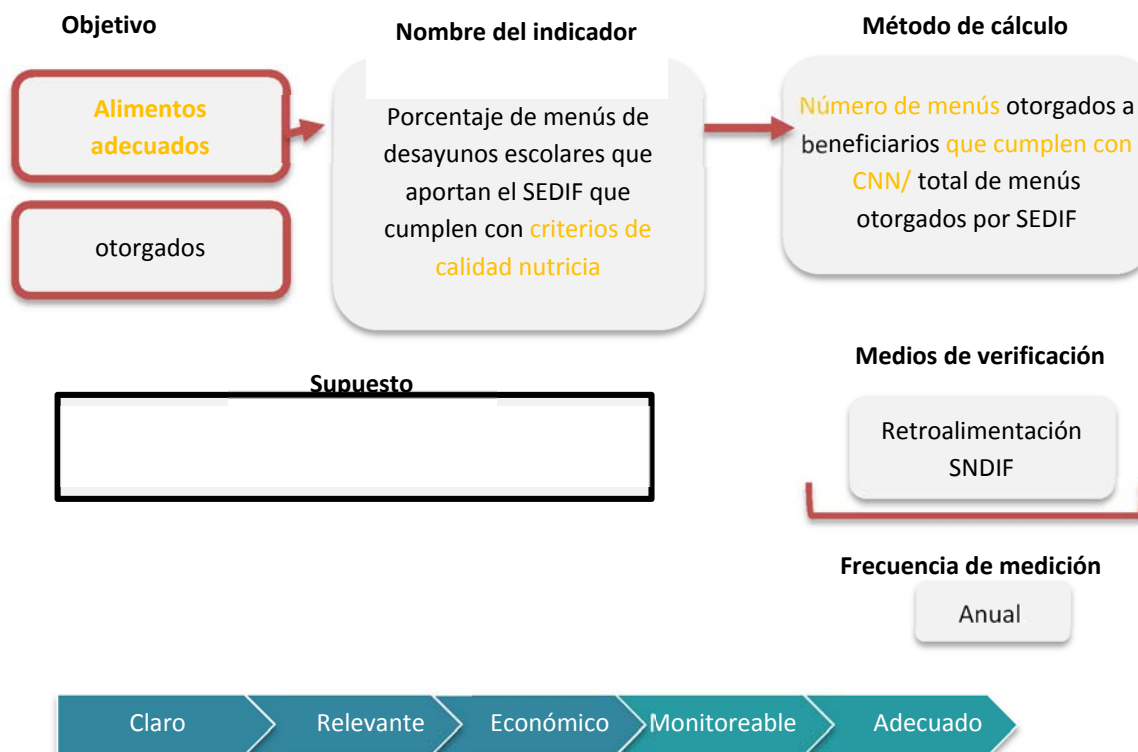 Objetivo
Alimentos
adecuados
otorgados
Nombre del indicador
Porcentaje de menús de
desayunos escolares que
aportan el SEDIF que
cumplen con criterios de
calidad nutricia
Método de cálculo
Número de menús otorgados a
beneficiarios que cumplen con
CNN/ total de menús
otorgados por SEDIF
Supuesto
Medios de verificación
Retroalimentación
SNDIF
Frecuencia de medición
Anual
Claro
Relevante
Económico
Monitoreable
Adecuado